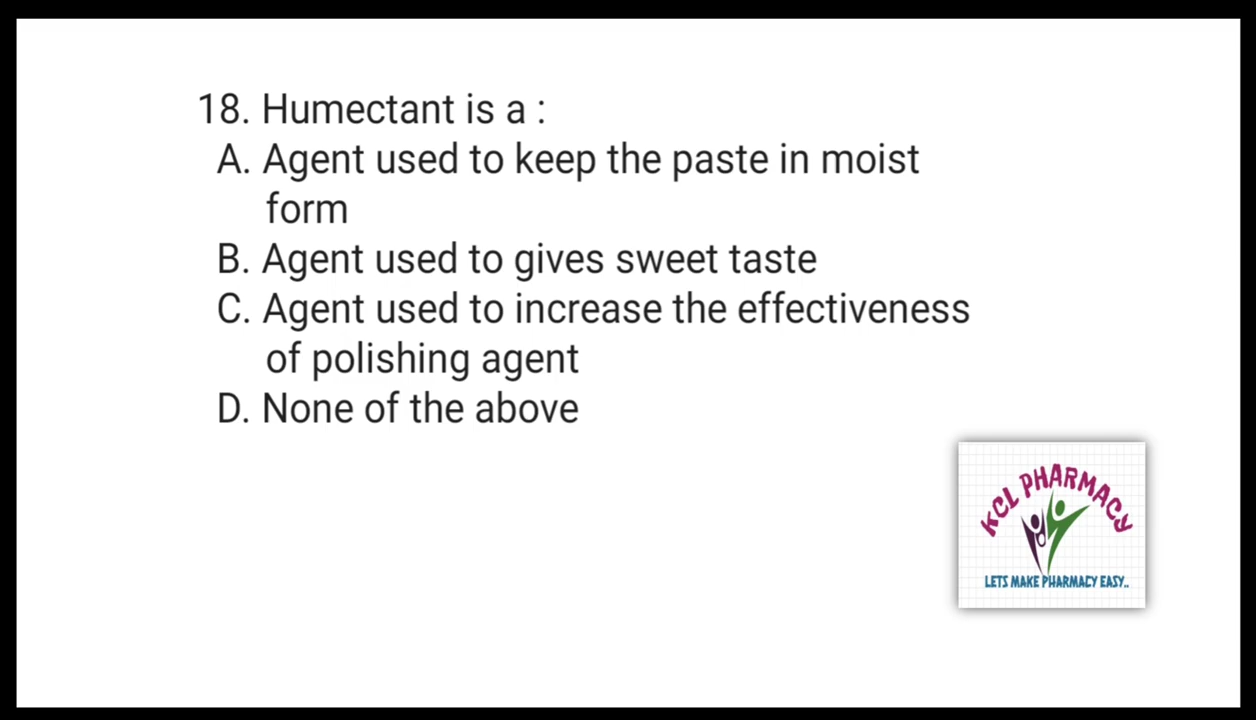 18. Humectant is a :
A. Agent used to keep the paste in moist
form
B. Agent used to gives sweet taste
C. Agent used to increase the effectiveness
of polishing agent
D. None of the above
KCL PHARMACY
LETS MAKE PHARMACY EASY..